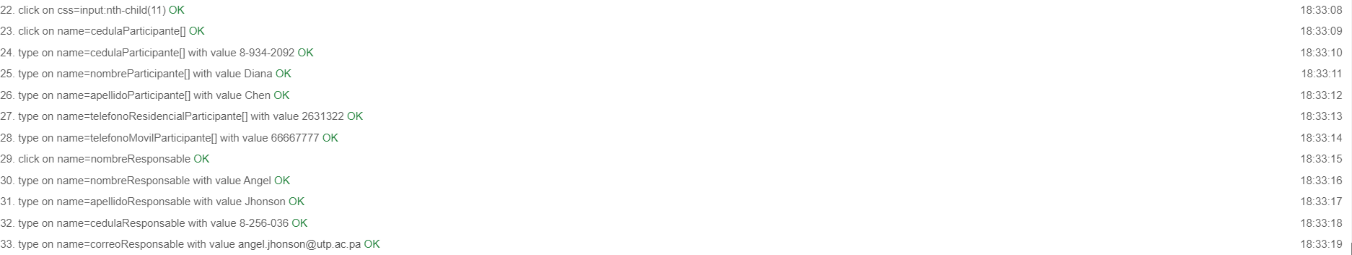 22. click on css=input:nth-child(11) OK 18:33:08
23. click on name=cedulaParticipante[] OK 18:33:09
24. type on name=cedulaParticipante[] with value 8-934-2092 OK 18:33:10
25. type on name=nombreParticipante[] with value Diana OK 18:33:11
26. type on name=apellidoParticipante[] with value Chen OK 18:33:12
27. type on name=telefonoResidencialParticipante[] with value 2631322 OK 18:33:13
28. type on name=telefonoMovilParticipante[] with value 66667777 OK 18:33:14
29. click on name=nombreResponsable OK 18:33:15
30. type on name=nombreResponsable with value Angel OK 18:33:16
31. type on name=apellidoResponsable with value Jhonson OK 18:33:17
32. type on name=cedulaResponsable with value 8-256-036 OK 18:33:18
33. type on name=correoResponsable with value angel.jhonson@utp.ac.pa OK 18:33:19